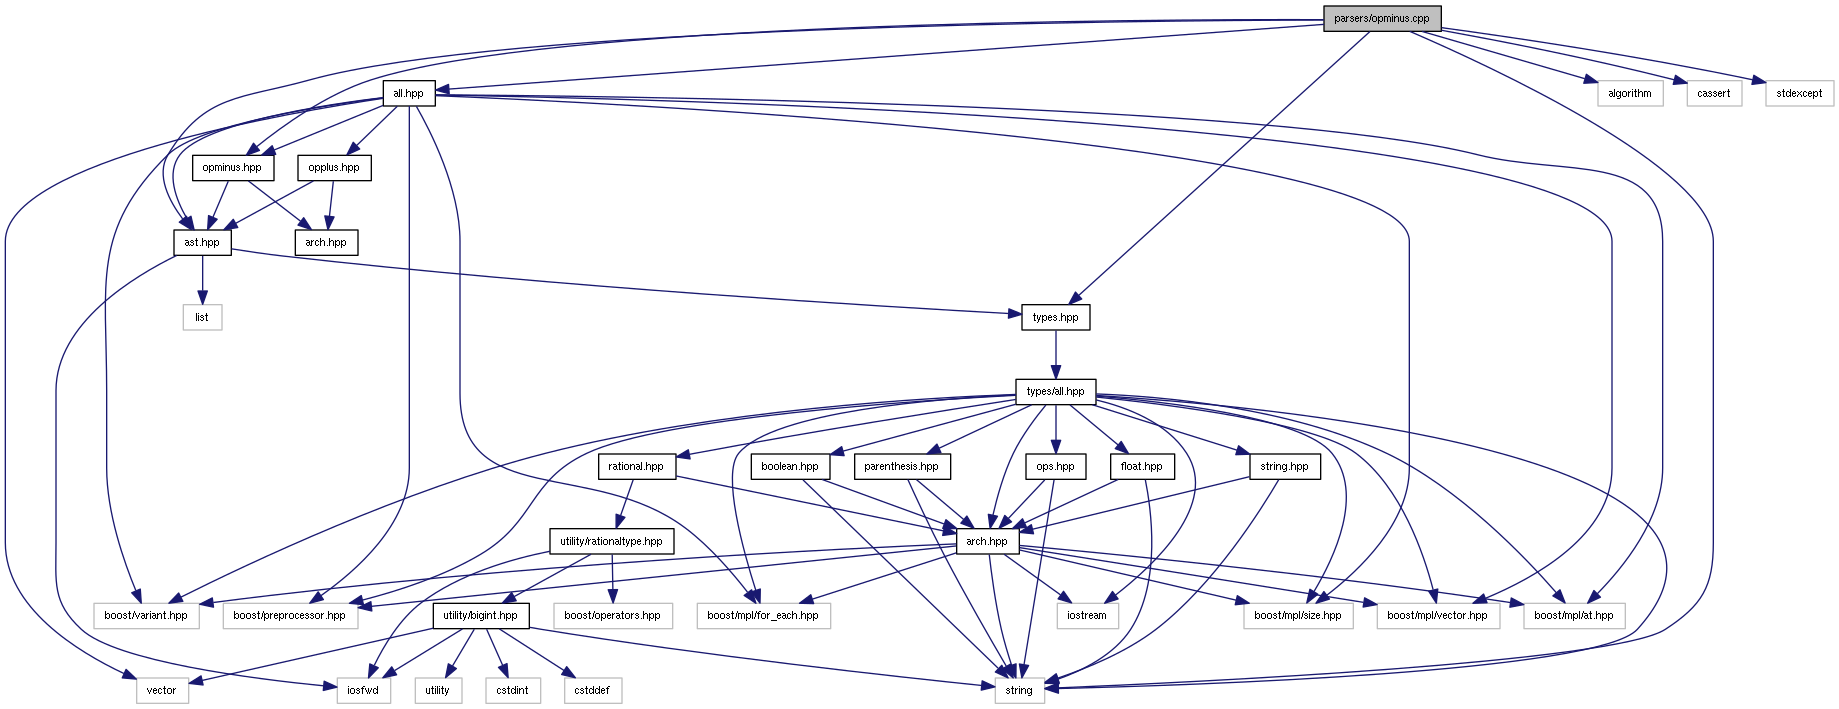 parsers/opminus.cpp
all.hpp
algorithm
cassert
stdexcept
opminus.hpp
opplus.hpp
ast.hpp
arch.hpp
list
types.hpp
types/all.hpp
rational.hpp
boolean.hpp
parenthesis.hpp
ops.hpp
float.hpp
string.hpp
utility/rationaltype.hpp
arch.hpp
boost/variant.hpp
boost/preprocessor.hpp
utility/bigint.hpp
boost/operators.hpp
boost/mpl/for_each.hpp
iostream
boost/mpl/size.hpp
boost/mpl/vector.hpp
boost/mpl/at.hpp
vector
iosfwd
utility
cstdint
cstddef
string